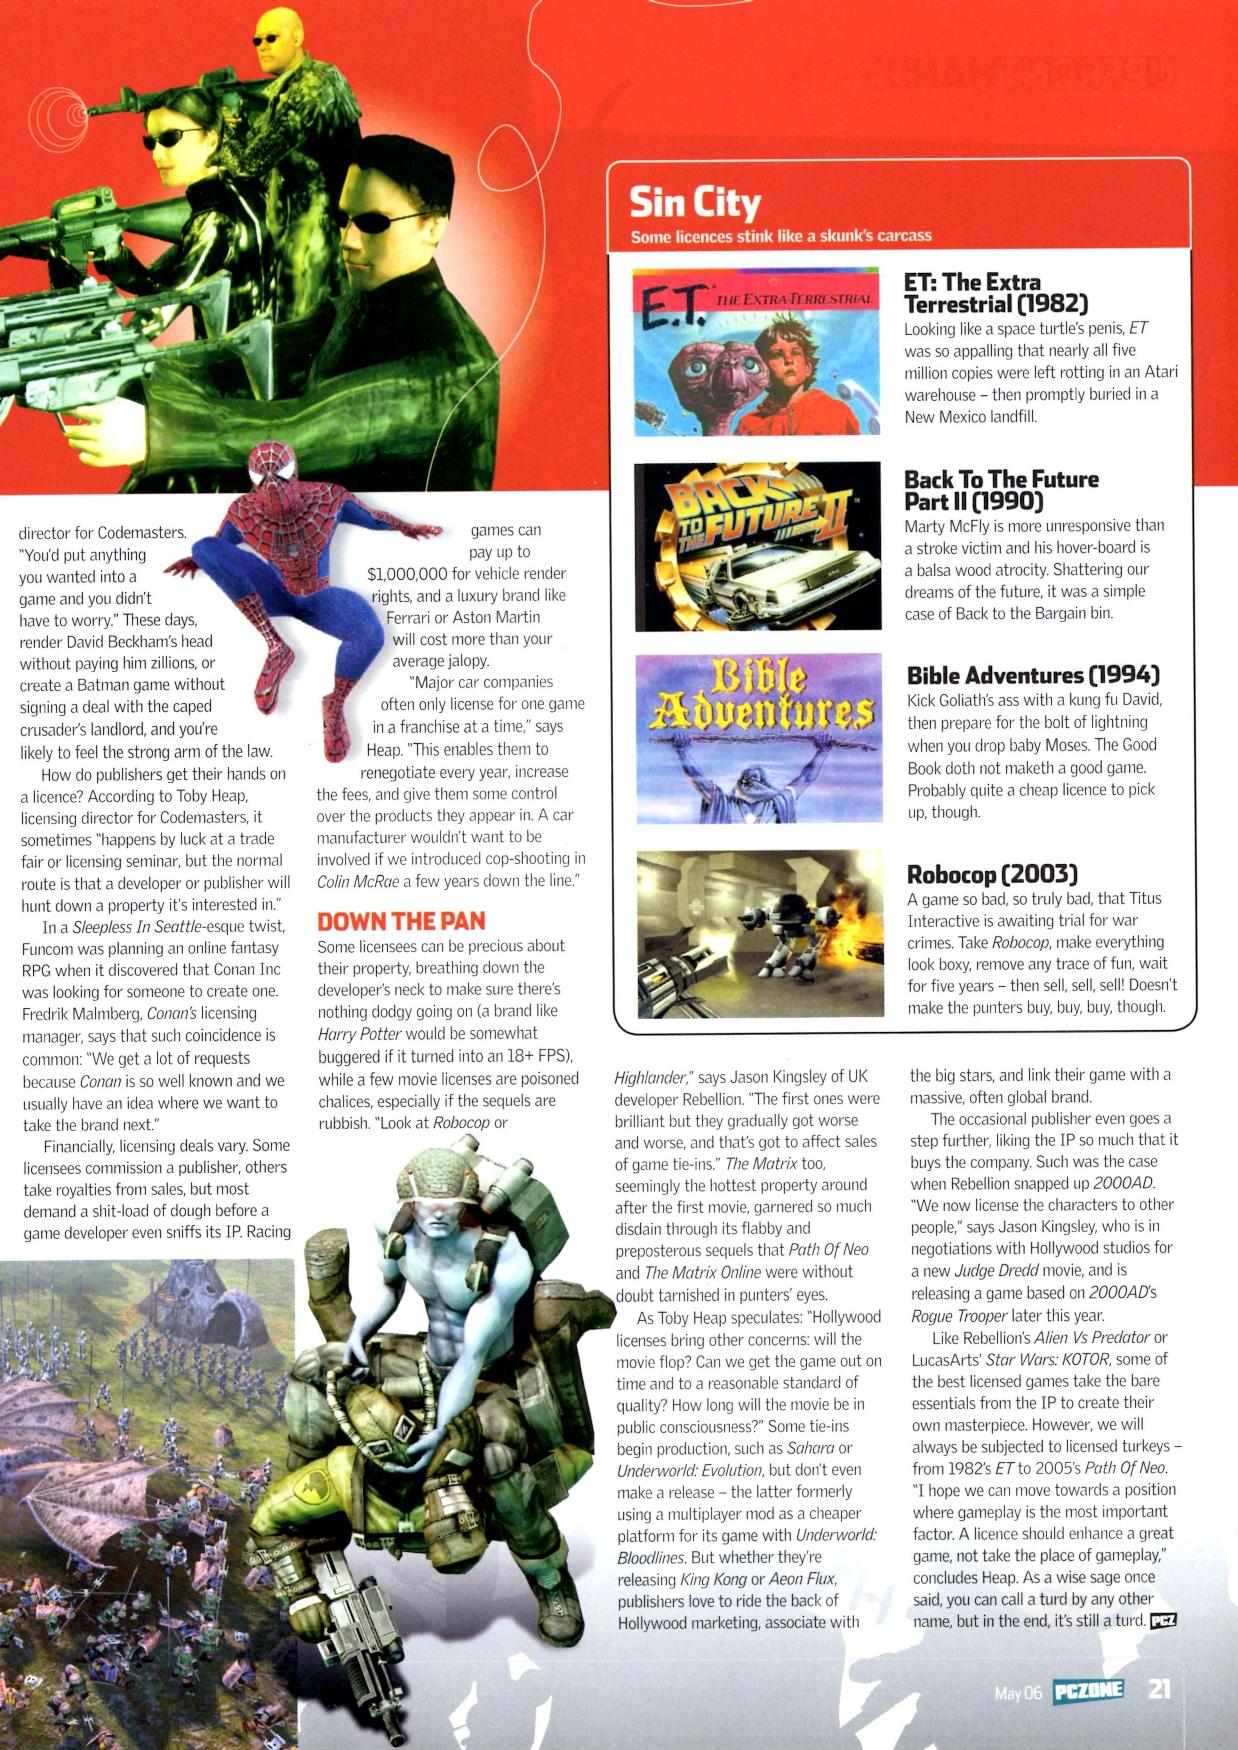 director for Codemasters.
"You'd put anything
you wanted into a
game and you didn't
have to worry." These days,
render David Beckham's head
without paying him zillions, or
create a Batman game without
signing a deal with the caped
crusader's landlord, and you're
likely to feel the strong arm of the law.
How do publishers get their hands on
a licence? According to Toby Heap,
licensing director for Codemasters, it
sometimes "happens by luck at a trade
fair or licensing seminar, but the normal
route is that a developer or publisher will
hunt down a property it's interested in."
In a Sleepless In Seattle-esque twist,
Funcom was planning an online fantasy
RPG when it discovered that Conan Inc
was looking for someone to create one.
Fredrik Malmberg, Conan's licensing
manager, says that such coincidence is
common: "We get a lot of requests
because Conan is so well known and we
usually have an idea where we want to
take the brand next."
Financially, licensing deals vary. Some
licensees commission a publisher, others
take royalties from sales, but most
demand a shit-load of dough before a
game developer even sniffs its IP. Racing
games can
pay up to
$1,000,000 for vehicle render
rights, and a luxury brand like
Ferrari or Aston Martin
will cost more than your
average jalopy.
"Major car companies
often only license for one game
in a franchise at a time," says
Heap. "This enables them to
renegotiate every year, increase
the fees, and give them some control
over the products they appear in. A car
manufacturer wouldn't want to be
involved if we introduced cop-shooting in
Colin McRae a few years down the line."
DOWN THE PAN
Some licensees can be precious about
their property, breathing down the
developer's neck to make sure there's
nothing dodgy going on (a brand like
Harry Potter would be somewhat
buggered if it turned into an 18+ FPS),
while a few movie licenses are poisoned
chalices, especially if the sequels are
rubbish. "Look at Robocop or
Sin City
Some licences stink like a skunk's carcass
E.T. THE EXTRA-TERRESTRIAL
ET: The Extra
Terrestrial (1982)
Looking like a space turtle's penis, ET
was so appalling that nearly all five
million copies were left rotting in an Atari
warehouse – then promptly buried in a
New Mexico landfill.
BACK
TO THE
FUTURE II
™
Back To The Future
Part II (1990)
Marty McFly is more unresponsive than
a stroke victim and his hover-board is
a balsa wood atrocity. Shattering our
dreams of the future, it was a simple
case of Back to the Bargain bin.
Bible
Adventures
Bible Adventures (1994)
Kick Goliath's ass with a kung fu David,
then prepare for the bolt of lightning
when you drop baby Moses. The Good
Book doth not maketh a good game.
Probably quite a cheap licence to pick
up, though.
Robocop (2003)
A game so bad, so truly bad, that Titus
Interactive is awaiting trial for war
crimes. Take Robocop, make everything
look boxy, remove any trace of fun, wait
for five years – then sell, sell, sell! Doesn't
make the punters buy, buy, buy, though.
Highlander," says Jason Kingsley of UK
developer Rebellion. "The first ones were
brilliant but they gradually got worse
and worse, and that's got to affect sales
of game tie-ins." The Matrix too,
seemingly the hottest property around
after the first movie, garnered so much
disdain through its flabby and
preposterous sequels that Path Of Neo
and The Matrix Online were without
doubt tarnished in punters' eyes.
As Toby Heap speculates: "Hollywood
licenses bring other concerns: will the
movie flop? Can we get the game out on
time and to a reasonable standard of
quality? How long will the movie be in
public consciousness?" Some tie-ins
begin production, such as Sahara or
Underworld: Evolution, but don't even
make a release – the latter formerly
using a multiplayer mod as a cheaper
platform for its game with Underworld:
Bloodlines. But whether they're
releasing King Kong or Aeon Flux,
publishers love to ride the back of
Hollywood marketing, associate with
the big stars, and link their game with a
massive, often global brand.
The occasional publisher even goes a
step further, liking the IP so much that it
buys the company. Such was the case
when Rebellion snapped up 2000AD.
"We now license the characters to other
people," says Jason Kingsley, who is in
negotiations with Hollywood studios for
a new Judge Dredd movie, and is
releasing a game based on 2000AD's
Rogue Trooper later this year.
Like Rebellion's Alien Vs Predator or
LucasArts' Star Wars: KOTOR, some of
the best licensed games take the bare
essentials from the IP to create their
own masterpiece. However, we will
always be subjected to licensed turkeys –
from 1982's ET to 2005's Path Of Neo.
"I hope we can move towards a position
where gameplay is the most important
factor. A licence should enhance a great
game, not take the place of gameplay,"
concludes Heap. As a wise sage once
said, you can call a turd by any other
name, but in the end, it's still a turd. PCZ
May 06 PCZONE 21